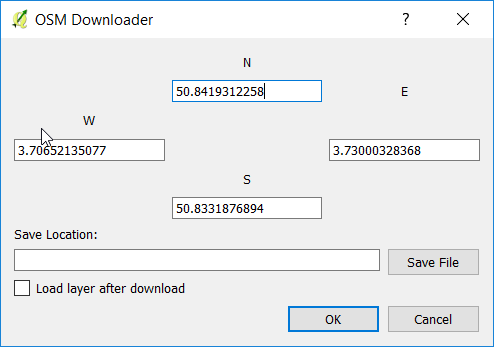 OSM Downloader
N
50.8419312258
E
W
3.70652135077
3.73000328368
S
50.8331876894
Save Location:
Save File
Load layer after download
OK Cancel